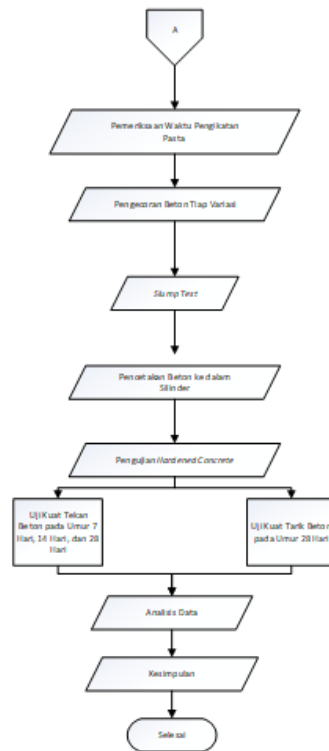 A
Pemeriksaan Waktu Pengikatan
Pasta
Pengecoran Beton Tiap Variasi
Slump Test
Pencetakan Beton kedalam
Silinder
Pengujian Hardened Concrete
Uji Kuat Tekan
Beton pada Umur 7
Hari, 14 Hari, dan 28
Hari
Uji Kuat Tarik Beton
pada Umur 28 Hari
Analisis Data
Kesimpulan
Selesai